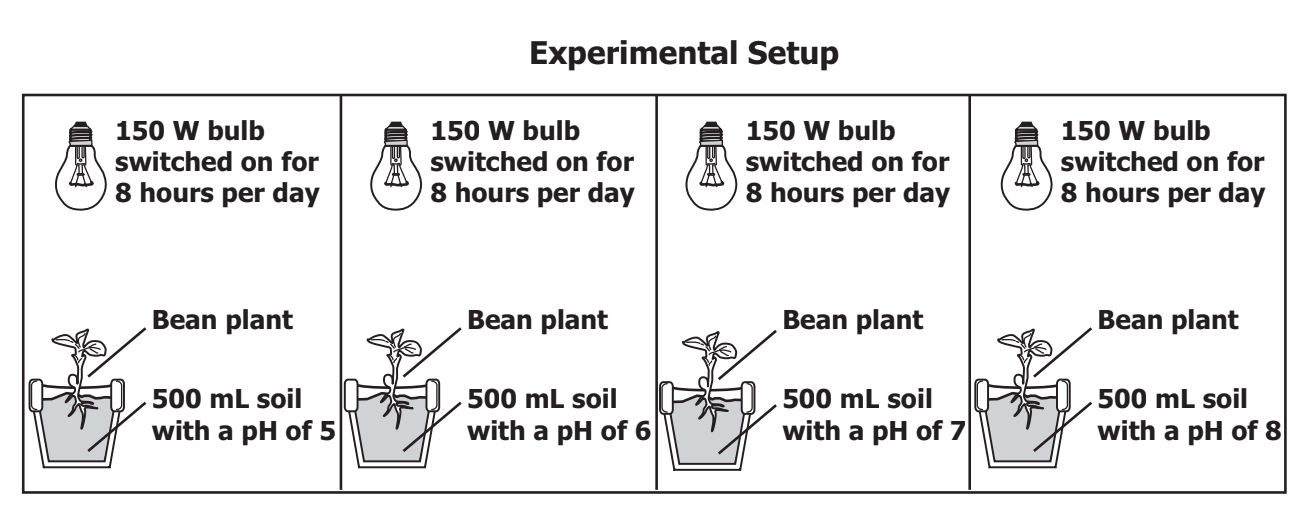 Experimental Setup
150 W bulb
switched on for
8 hours per day
Bean plant
500 mL soil
with a pH of 5
150 W bulb
switched on for
8 hours per day
Bean plant
500 mL soil
with a pH of 6
150 W bulb
switched on for
8 hours per day
Bean plant
500 mL soil
with a pH of 7
150 W bulb
switched on for
8 hours per day
Bean plant
500 mL soil
with a pH of 8